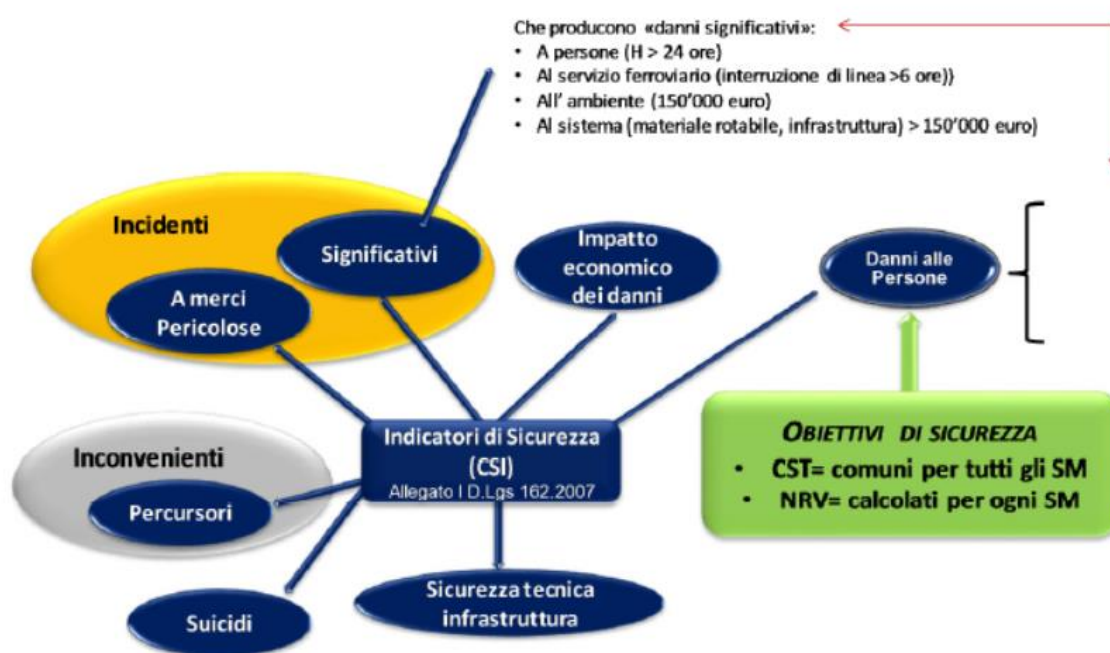 Che producono «danni significativi»:
• A persone (H > 24 ore)
• Al servizio ferroviario (interruzione di linea >6 ore))
• All' ambiente (150'000 euro)
• Al sistema (materiale rotabile, infrastruttura) > 150'000 euro)
Incidenti
Significativi
A merci
Pericolose
Impatto
economico
dei danni
Danni alle
Persone
Indicatori di Sicurezza
(CSI)
Allegato I D.Lgs 162.2007
OBIETTIVI DI SICUREZZA
• CST= comuni per tutti gli SM
• NRV= calcolati per ogni SM
Inconvenienti
Percursori
Suicidi
Sicurezza tecnica
infrastruttura